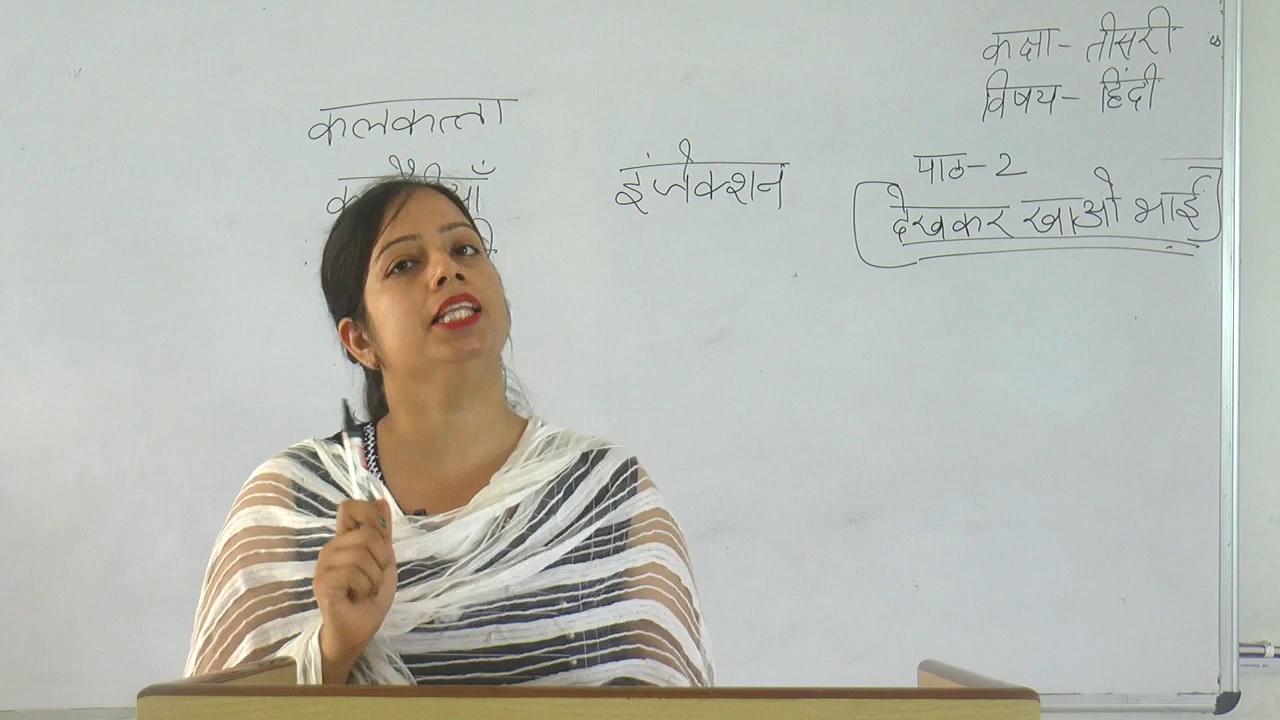 कक्षा- तीसरी
विषय- हिंदी
पाठ-2
देखकर खाओ भाई
कलकत्ता
इंजेक्शन